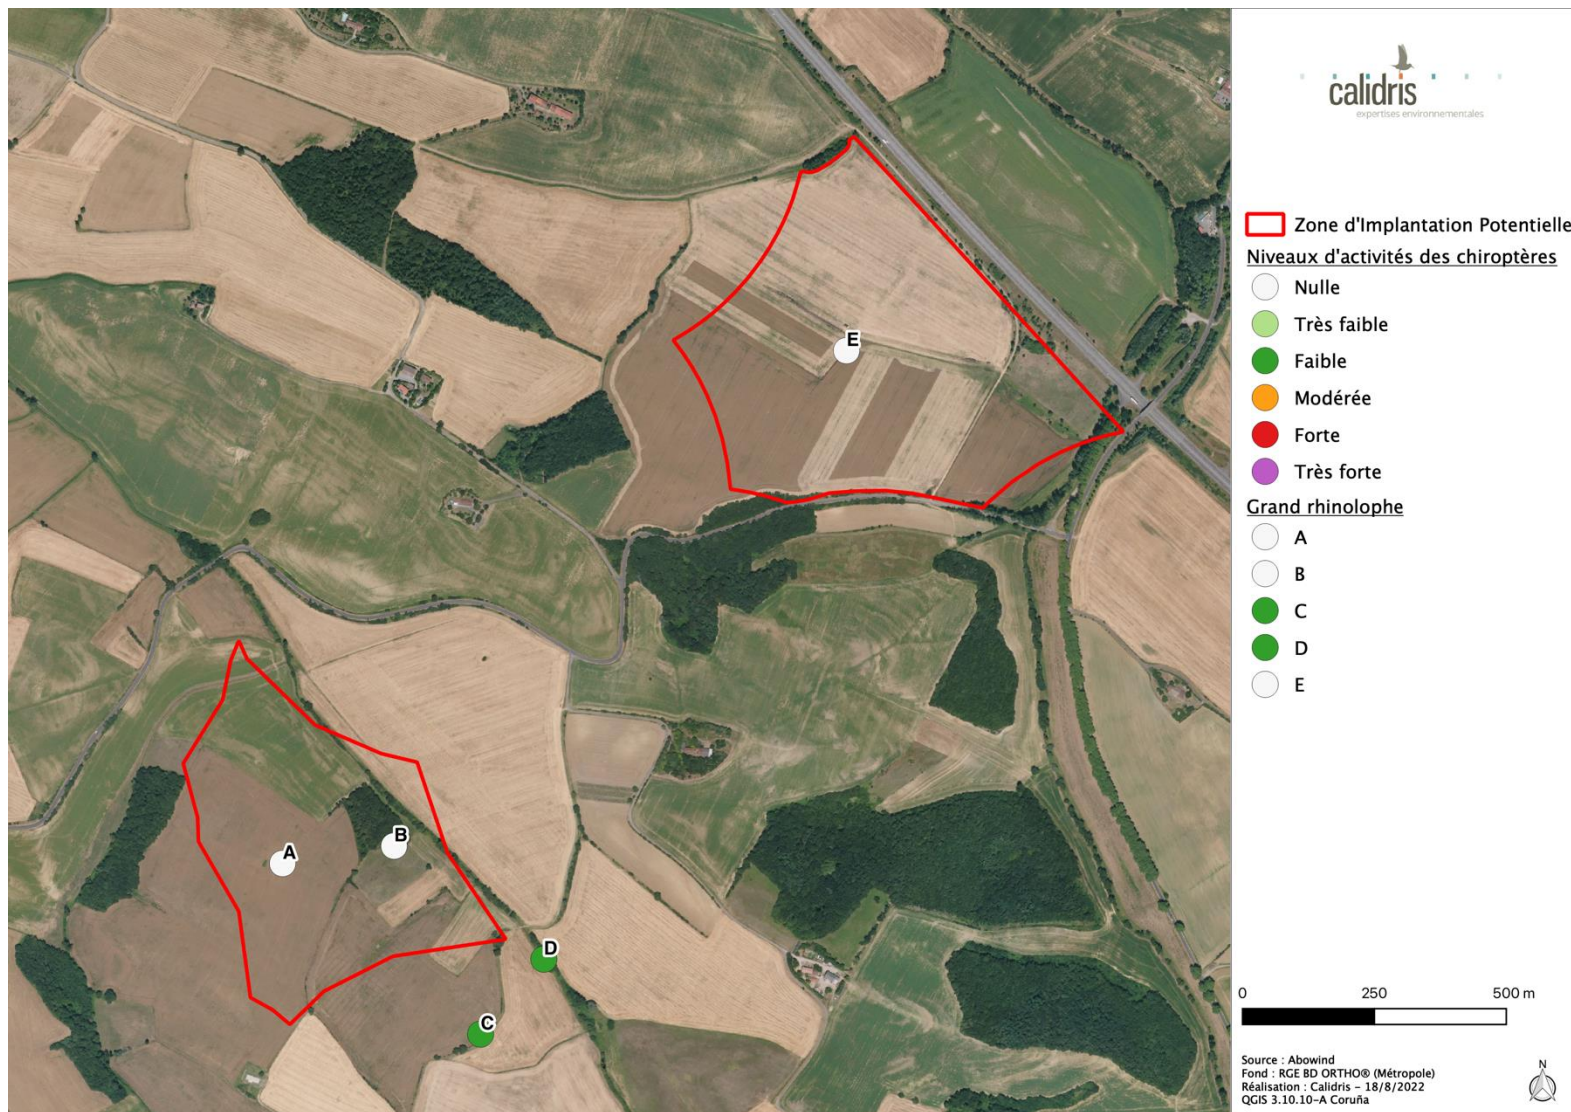 calidris
expertises environnementales
Zone d'Implantation Potentielle
Niveaux d'activités des chiroptères
Nulle
Très faible
Faible
Modérée
Forte
Très forte
Grand rhinolophe
A
B
C
D
E
E
B
A
D
C
0 250 500 m
Source : Abowind
Fond : RGE BD ORTHO® (Métropole)
Réalisation : Calidris - 18/8/2022
QGIS 3.10.10-A Coruña
N